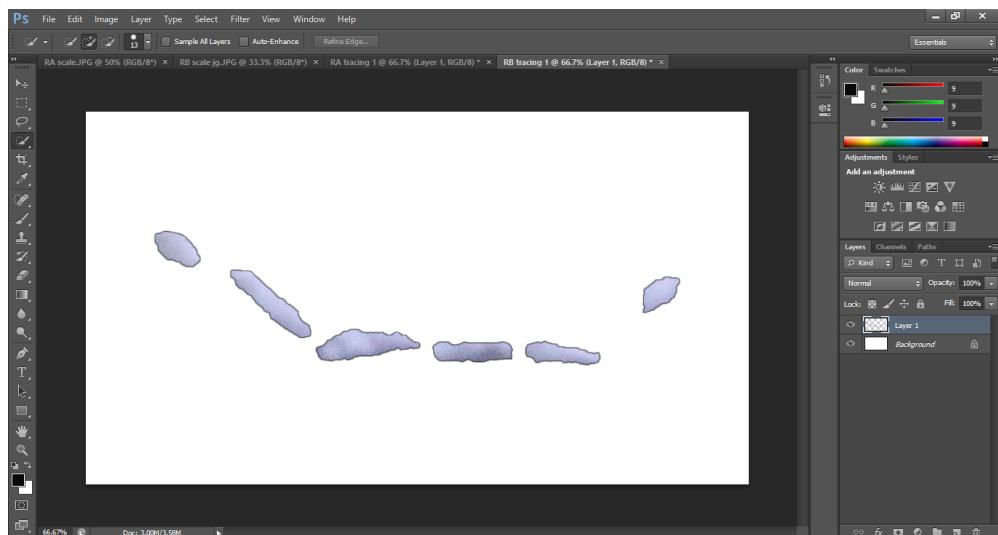 Ps File Edit Image Layer Type Select Filter View Window Help
13 Sample All Layers Auto-Enhance Refine Edge... Essentials
RA scale.JPG @ 50% (RGB/8*) × RB scale jg.JPG @ 33.3% (RGB/8*) × RA tracing 1 @ 66.7% (Layer 1, RGB/8) * × RB tracing 1 @ 66.7% (Layer 1, RGB/8) * ×
Color Swatches
R 9
G 9
B 9
Adjustments Styles
Add an adjustment
Layers Channels Paths
Kind
Normal Opacity: 100%
Lock: Fill: 100%
Layer 1
Background
66.67% Doc: 3.00M/3.58M